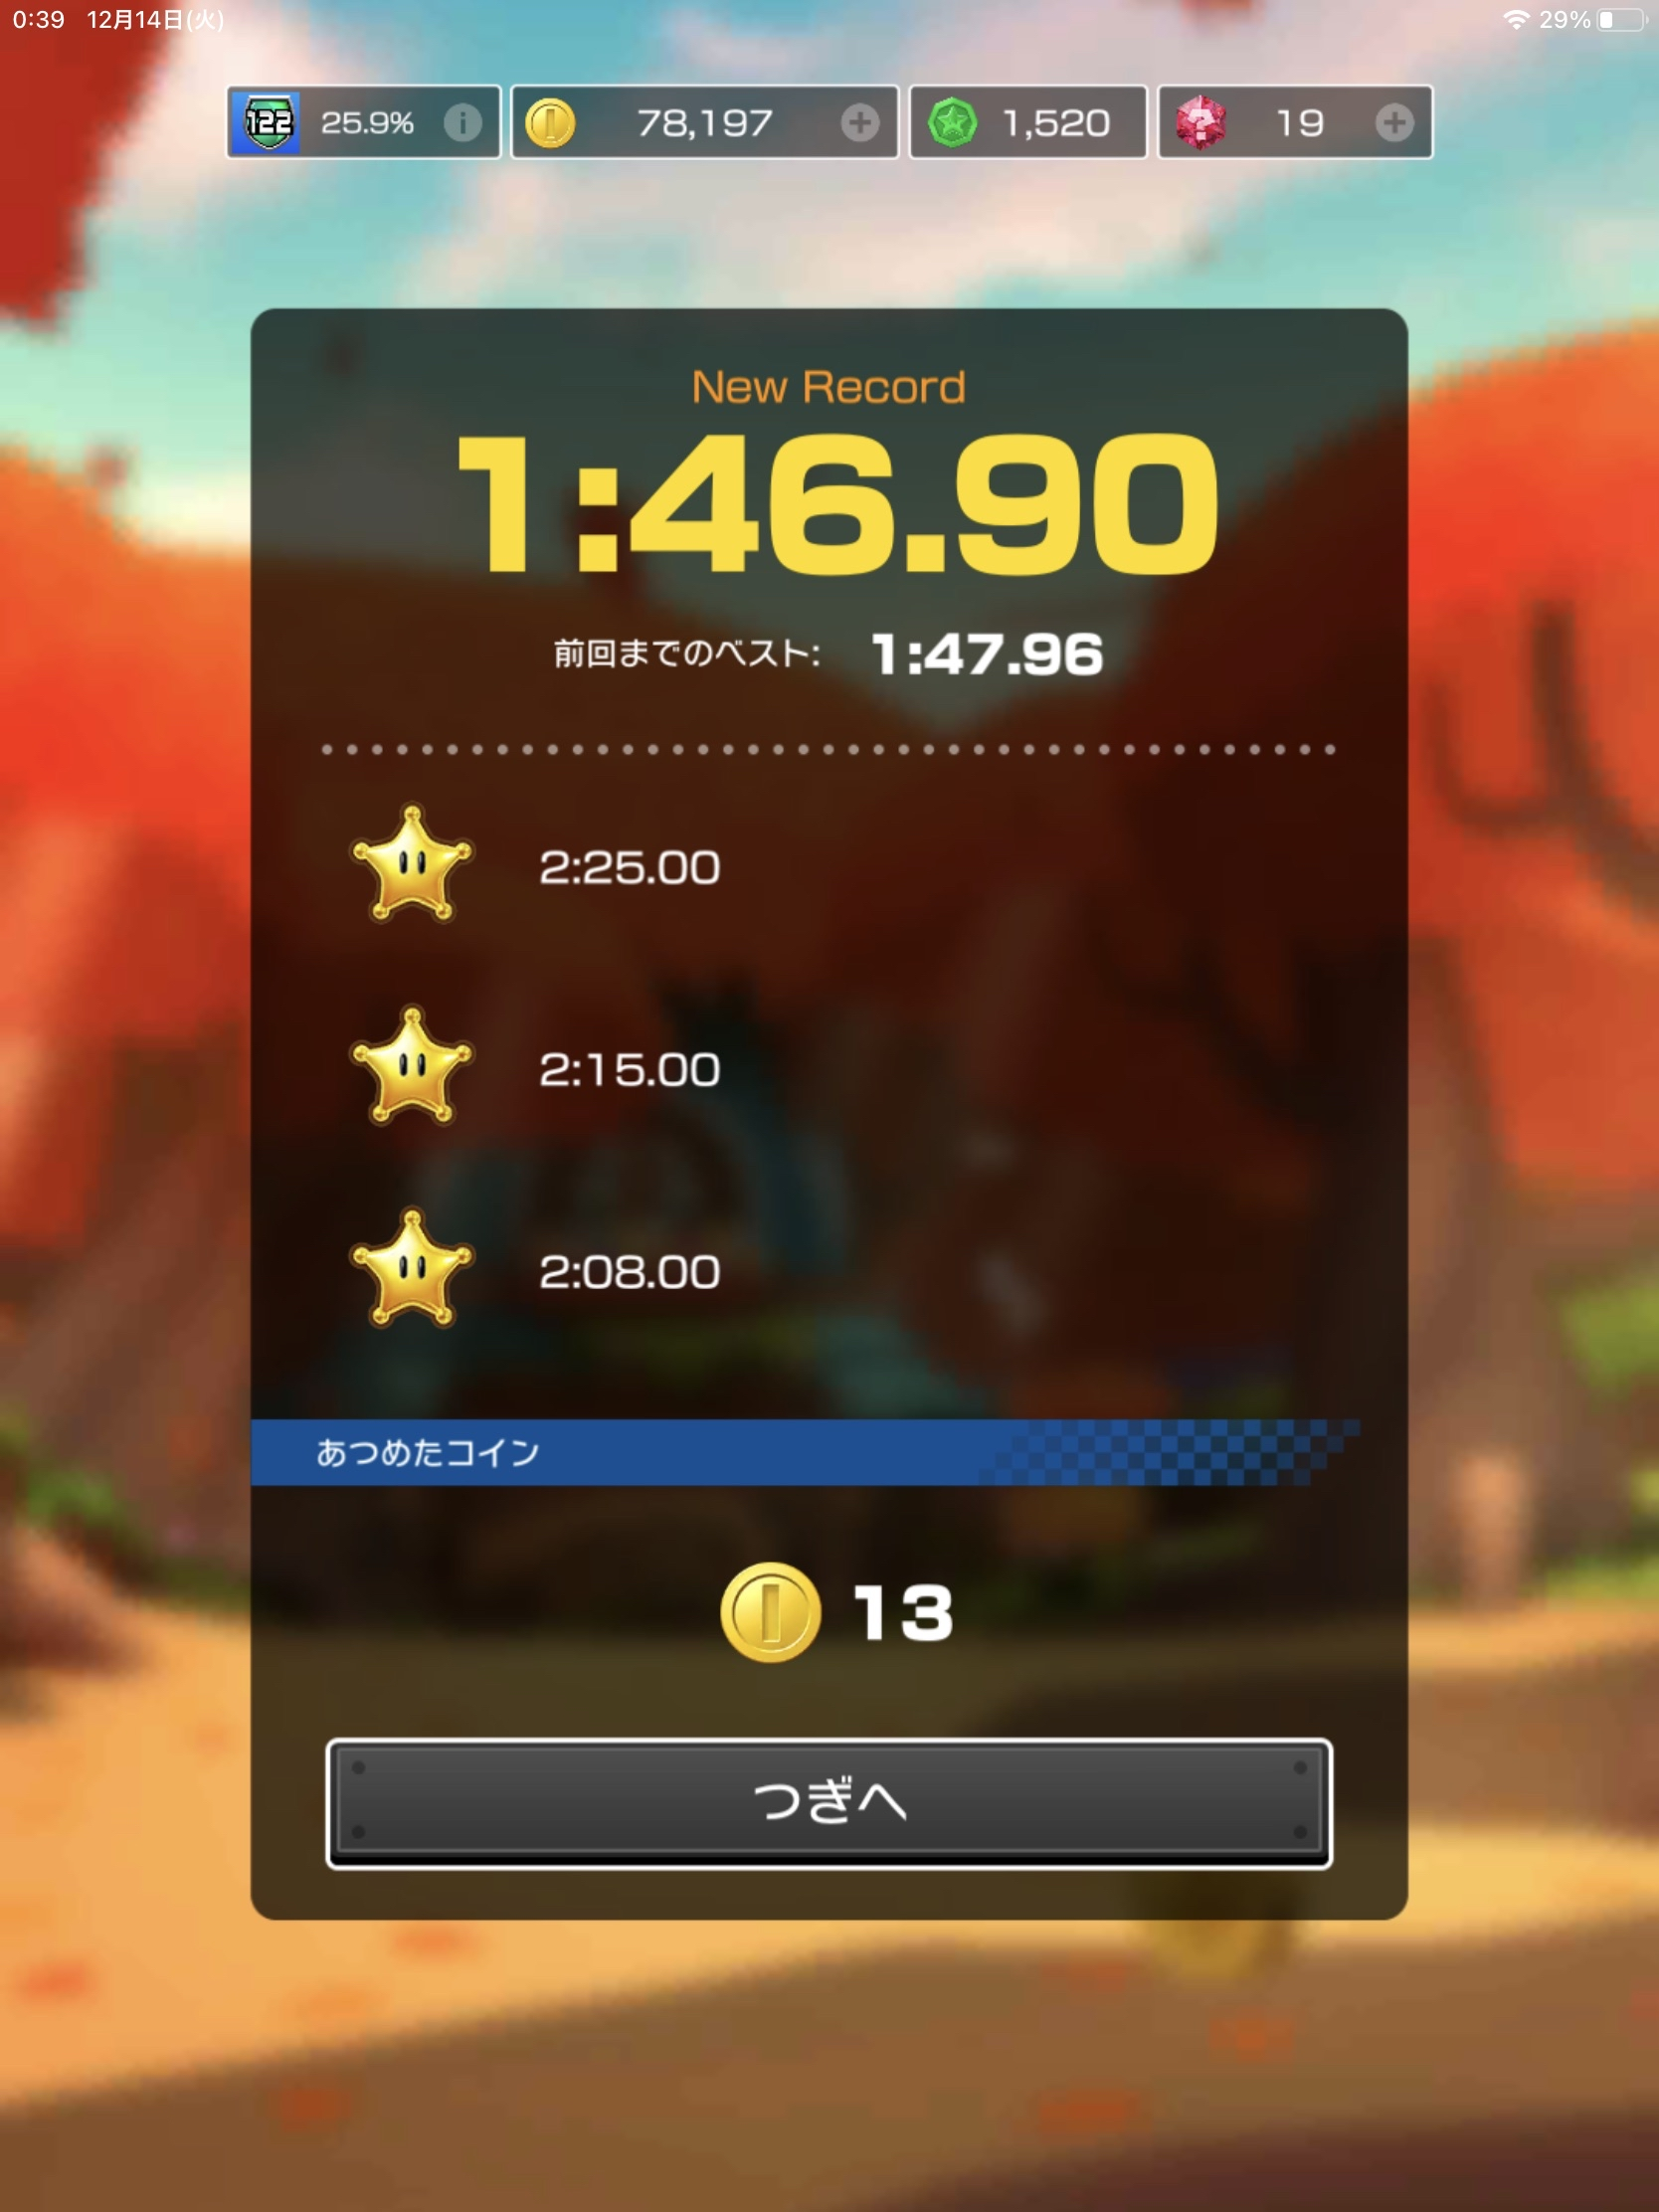 0:39 12月14日(火) 29%
122 25.9% i 78,197 + 1,520 ? 19 +
New Record
1:46.90
前回までのベスト: 1:47.96
2:25.00
2:15.00
2:08.00
あつめたコイン
13
つぎへ